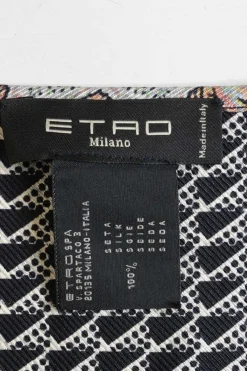 ETRO
Milano
Made in Italy
ETRO SPA
V. SPARTACO 3
20135 MILANO-ITALIA
100%
SETA
SILK
SOIE
SEIDE
SEDA
SEDA